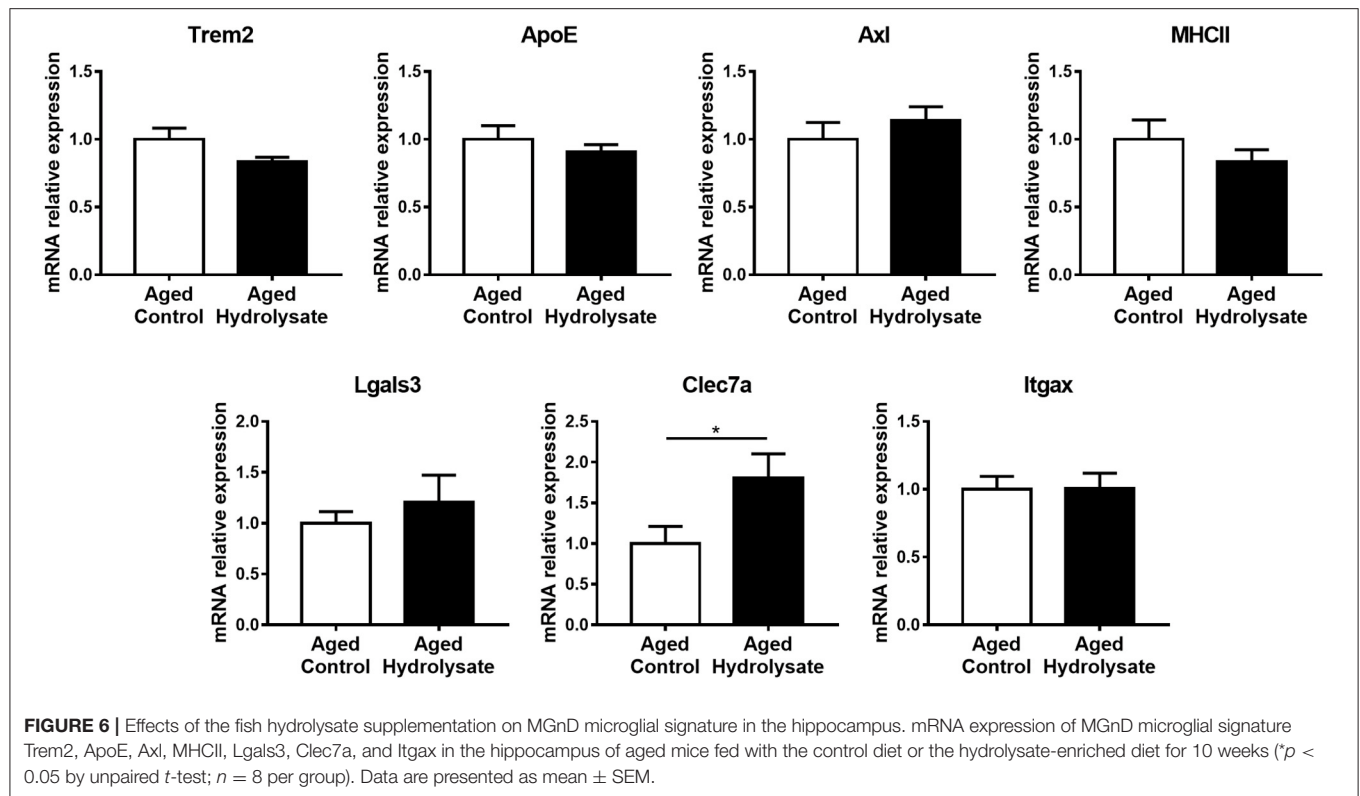 Trem2
ApoE
Axl
MHCII
mRNA relative expression
1.5
1.0
0.5
0.0
Aged Control
Aged Hydrolysate
mRNA relative expression
1.5
1.0
0.5
0.0
Aged Control
Aged Hydrolysate
mRNA relative expression
1.5
1.0
0.5
0.0
Aged Control
Aged Hydrolysate
mRNA relative expression
1.5
1.0
0.5
0.0
Aged Control
Aged Hydrolysate
Lgals3
Clec7a
Itgax
mRNA relative expression
2.0
1.5
1.0
0.5
0.0
Aged Control
Aged Hydrolysate
mRNA relative expression
2.5
2.0
1.5
1.0
0.5
0.0
*
Aged Control
Aged Hydrolysate
mRNA relative expression
1.5
1.0
0.5
0.0
Aged Control
Aged Hydrolysate
FIGURE 6 | Effects of the fish hydrolysate supplementation on MGnD microglial signature in the hippocampus. mRNA expression of MGnD microglial signature
Trem2, ApoE, Axl, MHCII, Lgals3, Clec7a, and Itgax in the hippocampus of aged mice fed with the control diet or the hydrolysate-enriched diet for 10 weeks (*p <
0.05 by unpaired t-test; n = 8 per group). Data are presented as mean ± SEM.